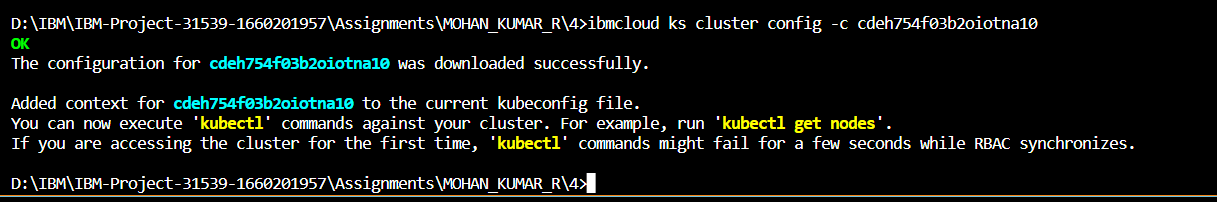 D:\IBM\IBM-Project-31539-1660201957\Assignments\MOHAN_KUMAR_R\4>ibmcloud ks cluster config -c cdeh754f03b2oiotna10
OK
The configuration for cdeh754f03b2oiotna10 was downloaded successfully.
Added context for cdeh754f03b2oiotna10 to the current kubeconfig file.
You can now execute 'kubectl' commands against your cluster. For example, run 'kubectl get nodes'.
If you are accessing the cluster for the first time, 'kubectl' commands might fail for a few seconds while RBAC synchronizes.
D:\IBM\IBM-Project-31539-1660201957\Assignments\MOHAN_KUMAR_R\4>